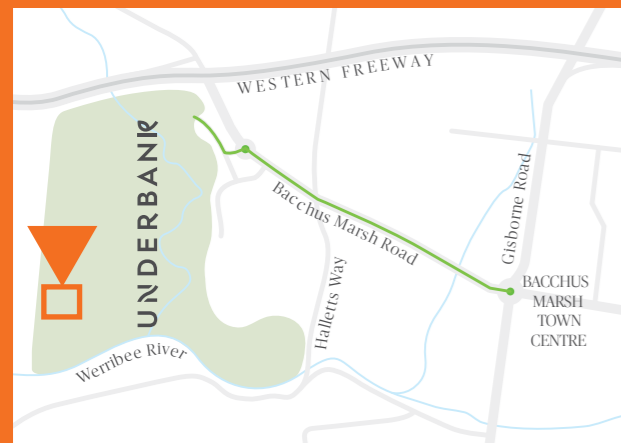 WESTERN FREEWAY
UNDERBANK
Bacchus Marsh Road
Gisborne Road
Halletts Way
Werribee River
BACCHUS
MARSH
TOWN
CENTRE